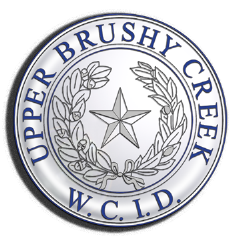 UPPER BRUSHY CREEK
W. C. I. D.